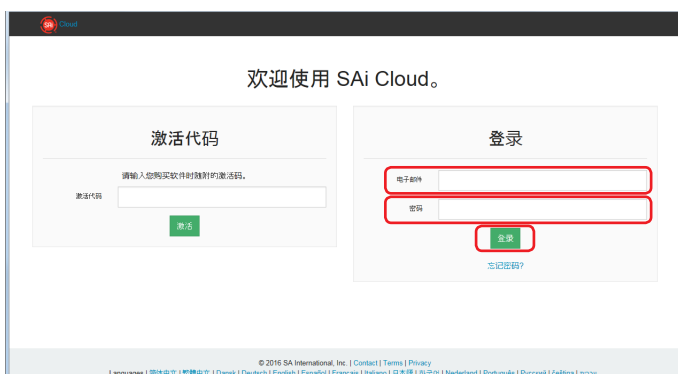 SAi Cloud
欢迎使用 SAi Cloud。
激活代码
请输入您购买软件时随附的激活码。
激活代码
激活
登录
电子邮件
密码
登录
忘记密码?
© 2016 SA International, Inc. | Contact | Terms | Privacy
Languages | 简体中文 | 繁體中文 | Dansk | Deutsch | English | Español | Français | Italiano | 日本語 | 한국어 | Nederland | Português | Русский | čeština | עברית